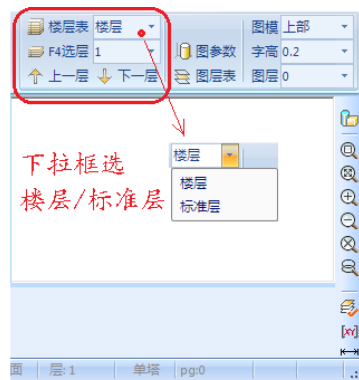 楼层表 楼层 图模 上部
F4选层 1 图参数 字高 0.2
上一层 下一层 图层表 图层 0
下拉框选
楼层/标准层
楼层
楼层
标准层
[xy]
面 层:1 单塔 pg:0